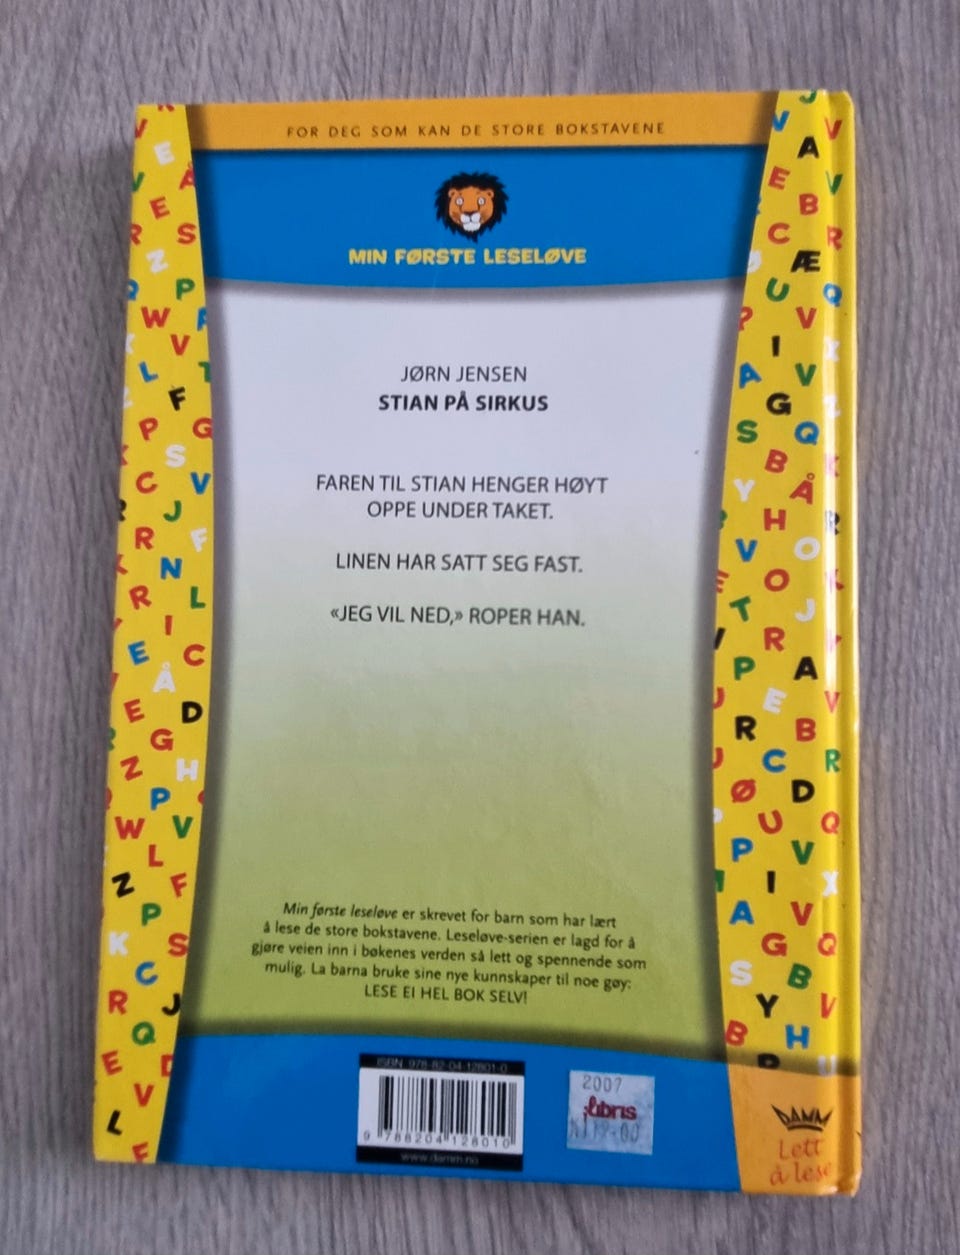 FOR DEG SOM KAN DE STORE BOKSTAVENE
MIN FØRSTE LESELØVE
JØRN JENSEN
STIAN PÅ SIRKUS
FAREN TIL STIAN HENGER HØYT
OPPE UNDER TAKET.
LINEN HAR SATT SEG FAST.
«JEG VIL NED,» ROPER HAN.
Min første leseløve er skrevet for barn som har lært
å lese de store bokstavene. Leseløve-serien er lagd for å
gjøre veien inn i bøkenes verden så lett og spennende som
mulig. La barna bruke sine nye kunnskaper til noe gøy:
LESE EI HEL BOK SELV!
ISBN 978-82-04-12801-0
9 788204 128010
www.damm.no
2007
libris
DAMM
Lett
å lese